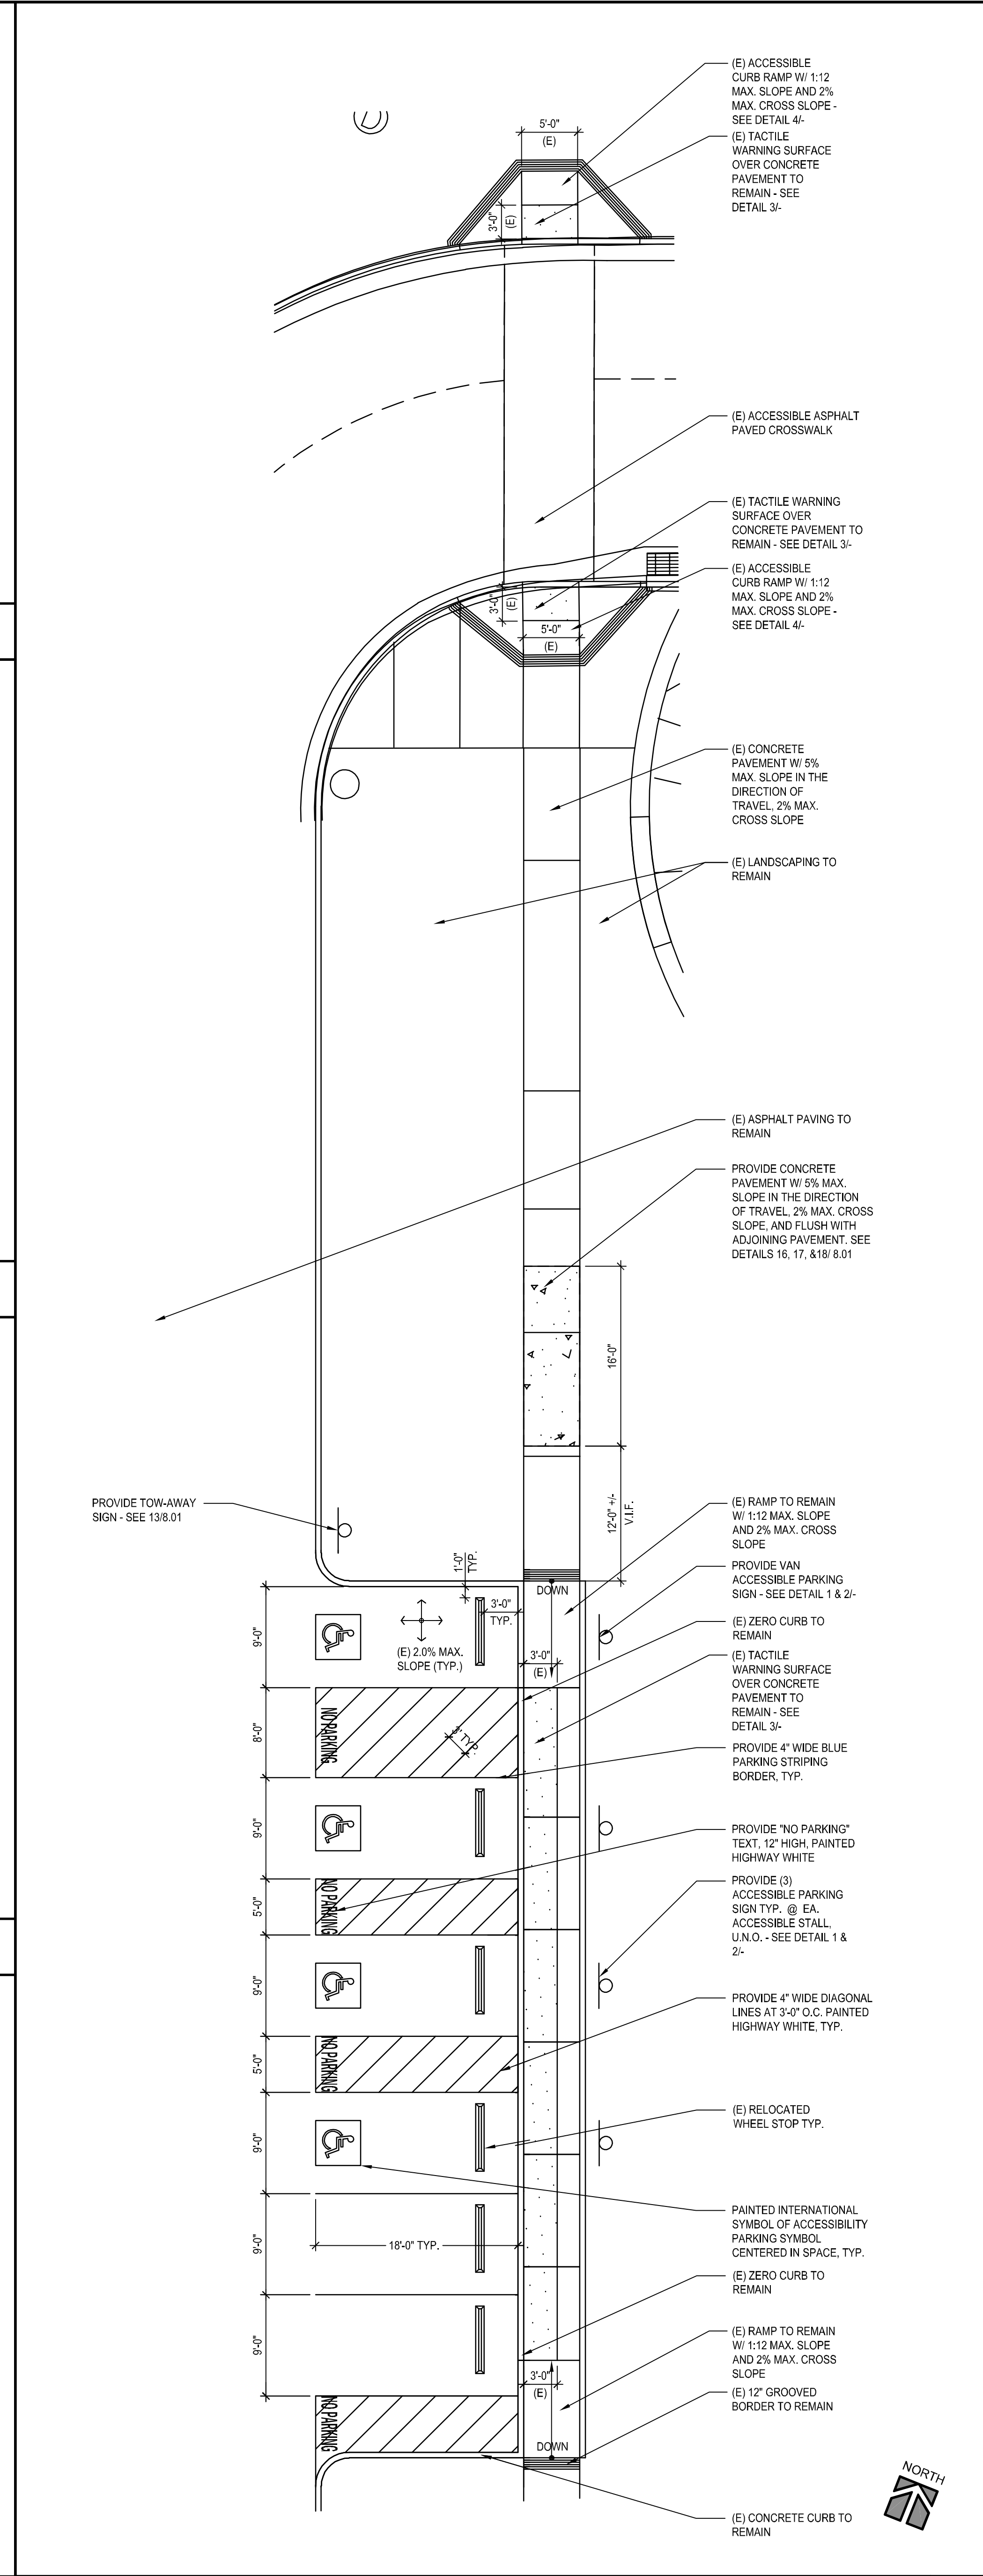 (E) ACCESSIBLE
CURB RAMP W/ 1:12
MAX. SLOPE AND 2%
MAX. CROSS SLOPE -
SEE DETAIL 4/-
5'-0"
(E)
(E) TACTILE
WARNING SURFACE
OVER CONCRETE
PAVEMENT TO
REMAIN - SEE
DETAIL 3/-
3'-0"
(E)
(E) ACCESSIBLE ASPHALT
PAVED CROSSWALK
(E) TACTILE WARNING
SURFACE OVER
CONCRETE PAVEMENT TO
REMAIN - SEE DETAIL 3/-
(E) ACCESSIBLE
CURB RAMP W/ 1:12
MAX. SLOPE AND 2%
MAX. CROSS SLOPE -
SEE DETAIL 4/-
3'-0"
(E)
5'-0"
(E)
(E) CONCRETE
PAVEMENT W/ 5%
MAX. SLOPE IN THE
DIRECTION OF
TRAVEL, 2% MAX.
CROSS SLOPE
(E) LANDSCAPING TO
REMAIN
(E) ASPHALT PAVING TO
REMAIN
PROVIDE CONCRETE
PAVEMENT W/ 5% MAX.
SLOPE IN THE DIRECTION
OF TRAVEL, 2% MAX. CROSS
SLOPE, AND FLUSH WITH
ADJOINING PAVEMENT. SEE
DETAILS 16, 17, &18/ 8.01
16'-0"
12'-0" +/-
V.I.F.
PROVIDE TOW-AWAY
SIGN - SEE 13/8.01
(E) RAMP TO REMAIN
W/ 1:12 MAX. SLOPE
AND 2% MAX. CROSS
SLOPE
1'-0"
TYP.
DOWN
PROVIDE VAN
ACCESSIBLE PARKING
SIGN - SEE DETAIL 1 & 2/-
3'-0"
TYP.
9'-0"
(E) 2.0% MAX.
SLOPE (TYP.)
3'-0"
(E)
(E) ZERO CURB TO
REMAIN
(E) TACTILE
WARNING SURFACE
OVER CONCRETE
PAVEMENT TO
REMAIN - SEE
DETAIL 3/-
8'-0"
NO PARKING
3' TYP.
PROVIDE 4" WIDE BLUE
PARKING STRIPING
BORDER, TYP.
9'-0"
PROVIDE "NO PARKING"
TEXT, 12" HIGH, PAINTED
HIGHWAY WHITE
5'-0"
NO PARKING
PROVIDE (3)
ACCESSIBLE PARKING
SIGN TYP. @ EA.
ACCESSIBLE STALL,
U.N.O. - SEE DETAIL 1 &
2/-
9'-0"
PROVIDE 4" WIDE DIAGONAL
LINES AT 3'-0" O.C. PAINTED
HIGHWAY WHITE, TYP.
5'-0"
NO PARKING
(E) RELOCATED
WHEEL STOP TYP.
9'-0"
PAINTED INTERNATIONAL
SYMBOL OF ACCESSIBILITY
PARKING SYMBOL
CENTERED IN SPACE, TYP.
9'-0"
18'-0" TYP.
(E) ZERO CURB TO
REMAIN
9'-0"
(E) RAMP TO REMAIN
W/ 1:12 MAX. SLOPE
AND 2% MAX. CROSS
SLOPE
3'-0"
(E)
NO PARKING
(E) 12" GROOVED
BORDER TO REMAIN
DOWN
NORTH
(E) CONCRETE CURB TO
REMAIN